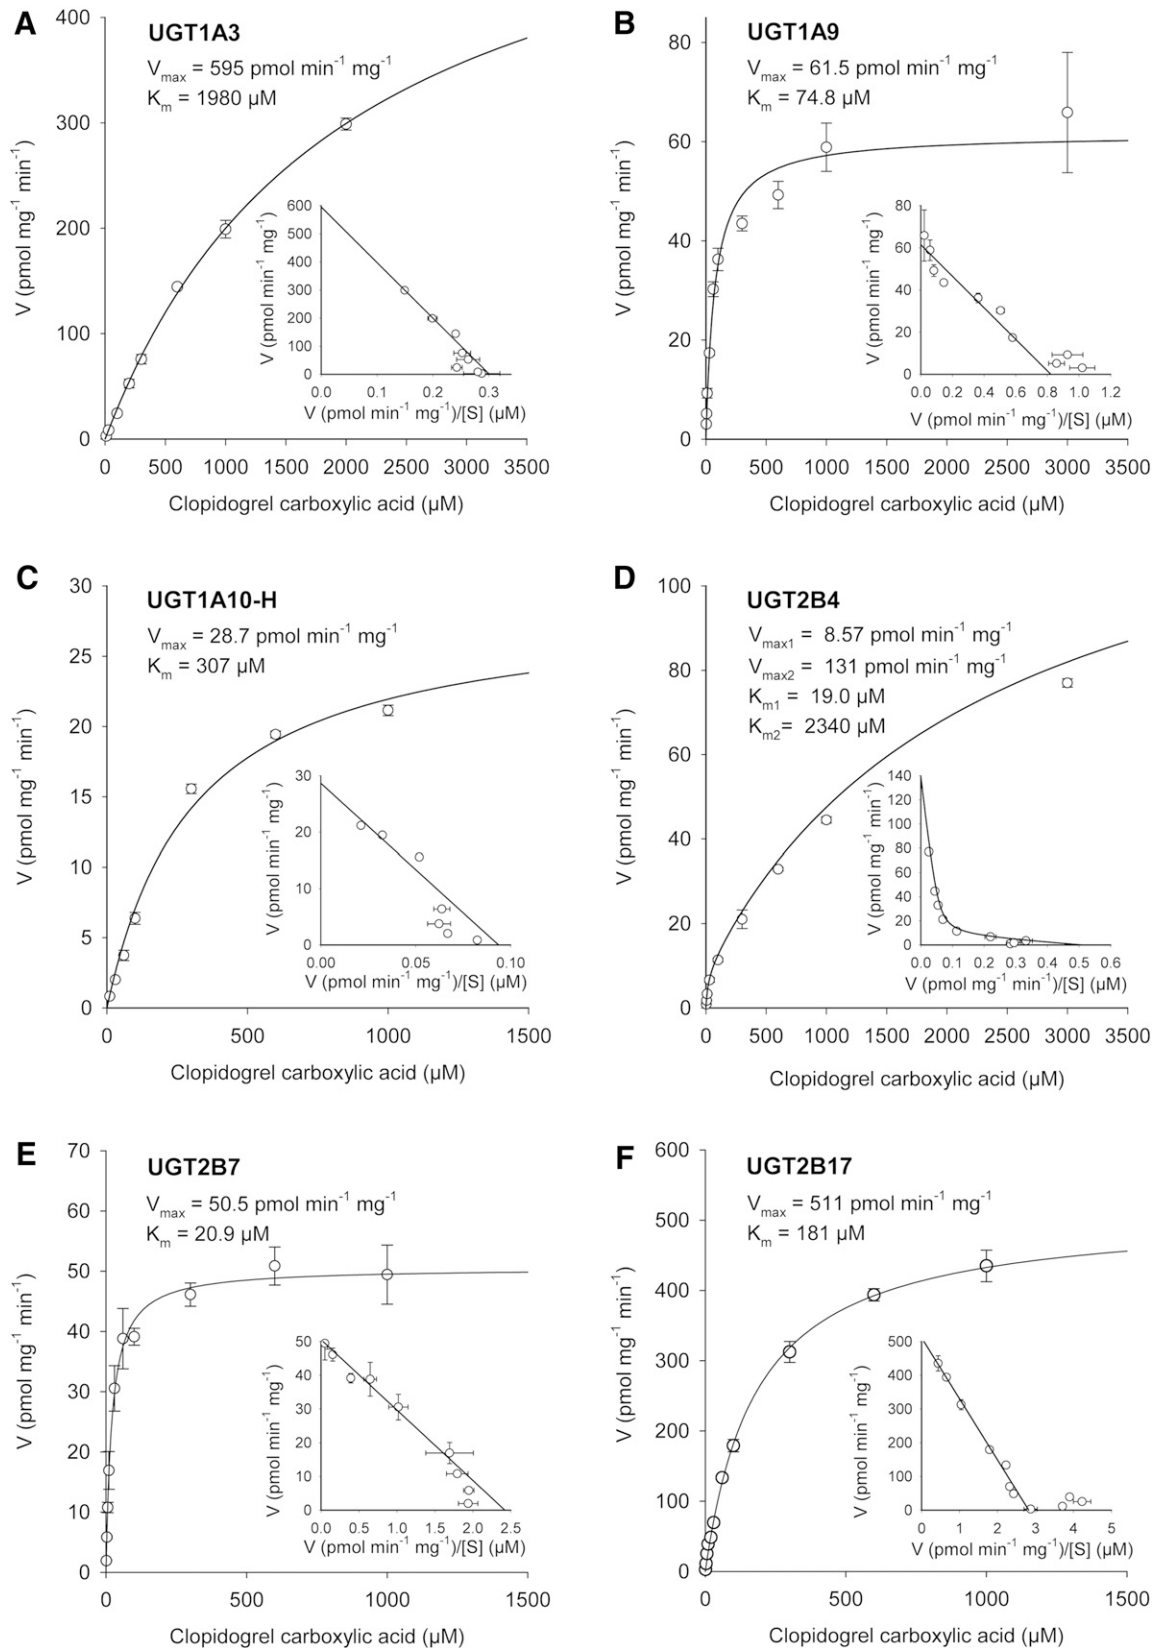 A
UGT1A3
Vmax = 595 pmol min-1 mg-1
Km = 1980 µM
400
300
200
100
0
V (pmol mg-1 min-1)
0 500 1000 1500 2000 2500 3000 3500
Clopidogrel carboxylic acid (µM)
600
500
400
300
200
100
0
V (pmol min-1 mg-1)
0.0 0.1 0.2 0.3
V (pmol min-1 mg-1)/[S] (µM)
B
UGT1A9
Vmax = 61.5 pmol min-1 mg-1
Km = 74.8 µM
80
60
40
20
0
V (pmol mg-1 min-1)
0 500 1000 2000 3000 3500
Clopidogrel carboxylic acid (µM)
80
60
40
20
0
V (pmol min-1 mg-1)
0.0 0.2 0.4 0.6 0.8 1.0 1.2
V (pmol min-1 mg-1)/[S] (µM)
C
UGT1A10-H
Vmax = 28.7 pmol min-1 mg-1
Km = 307 µM
30
25
20
15
10
5
0
V (pmol mg-1 min-1)
0 500 1000 1500
Clopidogrel carboxylic acid (µM)
30
20
10
0
V (pmol min-1 mg-1)
0.00 0.05 0.10
V (pmol min-1 mg-1)/[S] (µM)
D
UGT2B4
Vmax1 = 8.57 pmol min-1 mg-1
Vmax2 = 131 pmol min-1 mg-1
Km1 = 19.0 µM
Km2= 2340 µM
100
80
60
40
20
0
V (pmol mg-1 min-1)
0 500 1000 1500 2000 2500 3000 3500
Clopidogrel carboxylic acid (µM)
140
120
100
80
60
40
20
0
V (pmol mg-1 min-1)
0.0 0.1 0.2 0.3 0.4 0.5 0.6
V (pmol mg-1 min-1)/[S] (µM)
E
UGT2B7
Vmax = 50.5 pmol min-1 mg-1
Km = 20.9 µM
70
60
50
40
30
20
10
0
V (pmol mg-1 min-1)
0 500 1000 1500
Clopidogrel carboxylic acid (µM)
50
40
30
20
10
0
V (pmol min-1 mg-1)
0.0 0.5 1.0 1.5 2.0 2.5
V (pmol min-1 mg-1)/[S] (µM)
F
UGT2B17
Vmax = 511 pmol min-1 mg-1
Km = 181 µM
600
500
400
300
200
100
0
V (pmol mg-1 min-1)
0 500 1000 1500
Clopidogrel carboxylic acid (µM)
500
400
300
200
100
0
V (pmol min-1 mg-1)
0 1 2 3 4 5
V (pmol min-1 mg-1)/[S] (µM)